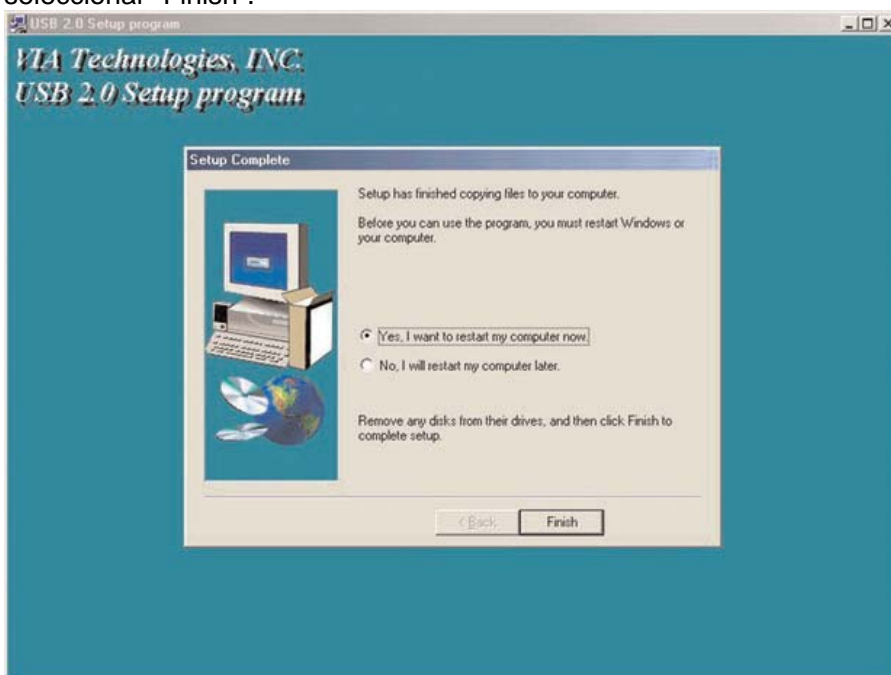 seleccionar "Finish".
USB 2.0 Setup program
VIA Technologies, INC.
USB 2.0 Setup program
Setup Complete
Setup has finished copying files to your computer.
Before you can use the program, you must restart Windows or
your computer.
Yes, I want to restart my computer now.
No, I will restart my computer later.
Remove any disks from their drives, and then click Finish to
complete setup.
< Back
Finish